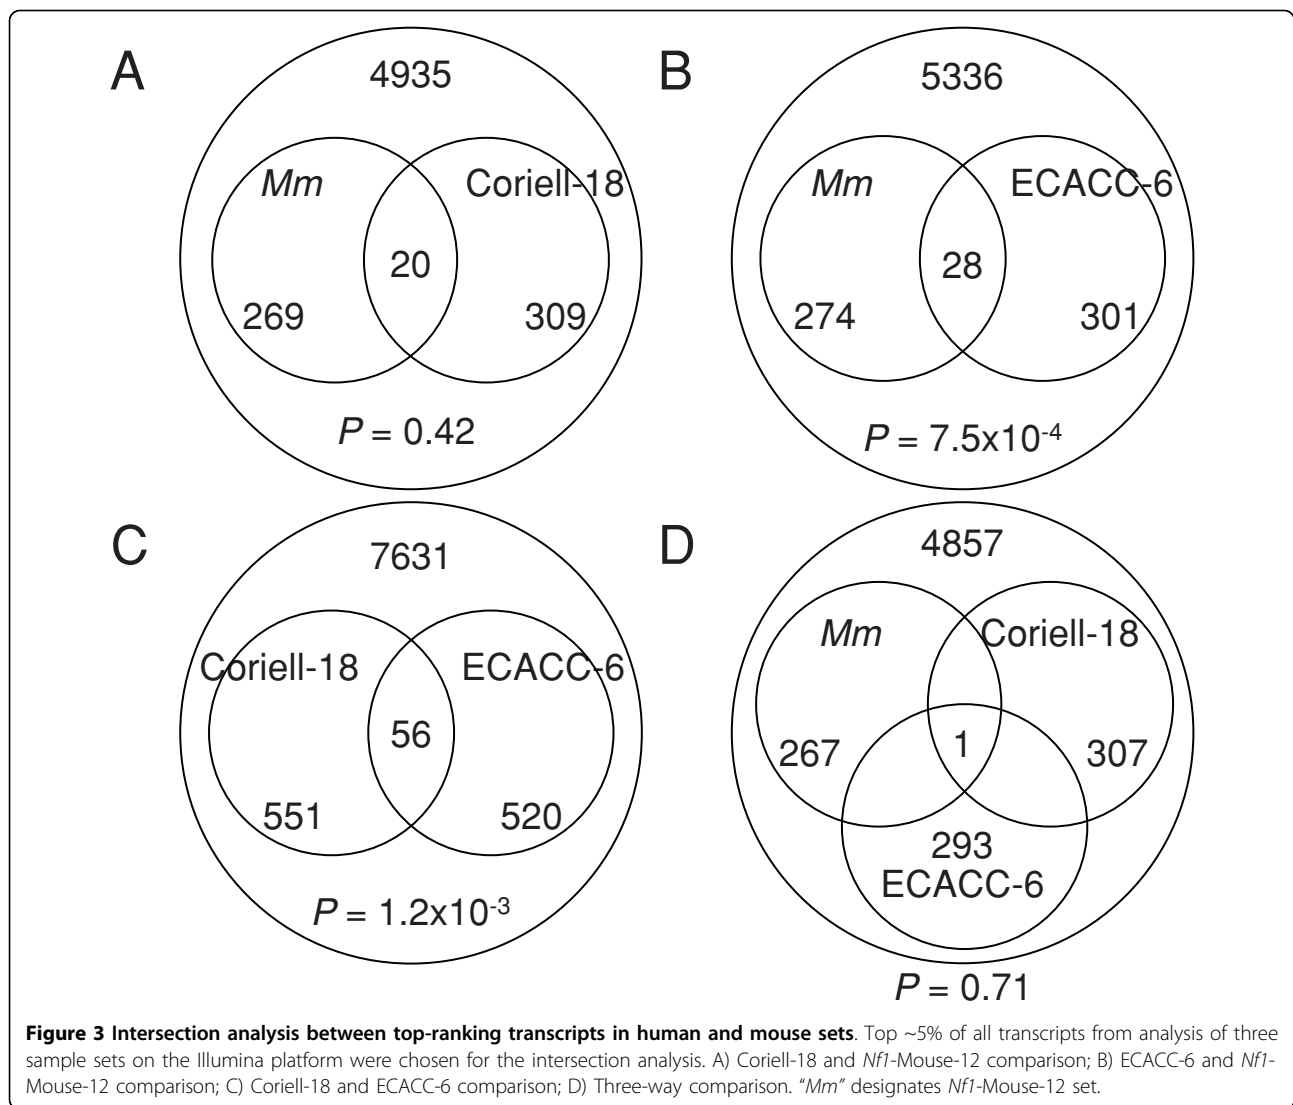 A
4935
Mm
Coriell-18
20
269
309
P = 0.42
B
5336
Mm
ECACC-6
28
274
301
P = 7.5x10-4
C
7631
Coriell-18
ECACC-6
56
551
520
P = 1.2x10-3
D
4857
Mm
Coriell-18
1
267
307
293
ECACC-6
P = 0.71
Figure 3 Intersection analysis between top-ranking transcripts in human and mouse sets. Top ~5% of all transcripts from analysis of three
sample sets on the Illumina platform were chosen for the intersection analysis. A) Coriell-18 and Nf1-Mouse-12 comparison; B) ECACC-6 and Nf1-
Mouse-12 comparison; C) Coriell-18 and ECACC-6 comparison; D) Three-way comparison. "Mm" designates Nf1-Mouse-12 set.